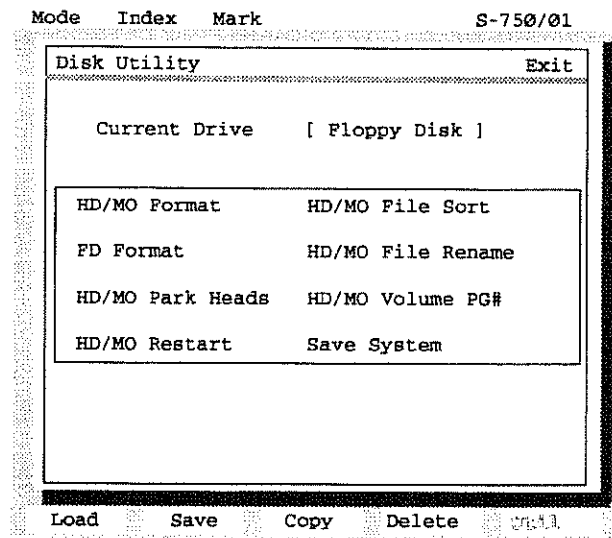 Mode Index Mark S-750/01
Disk Utility Exit
Current Drive [ Floppy Disk ]
HD/MO Format HD/MO File Sort
FD Format HD/MO File Rename
HD/MO Park Heads HD/MO Volume PG#
HD/MO Restart Save System
Load Save Copy Delete